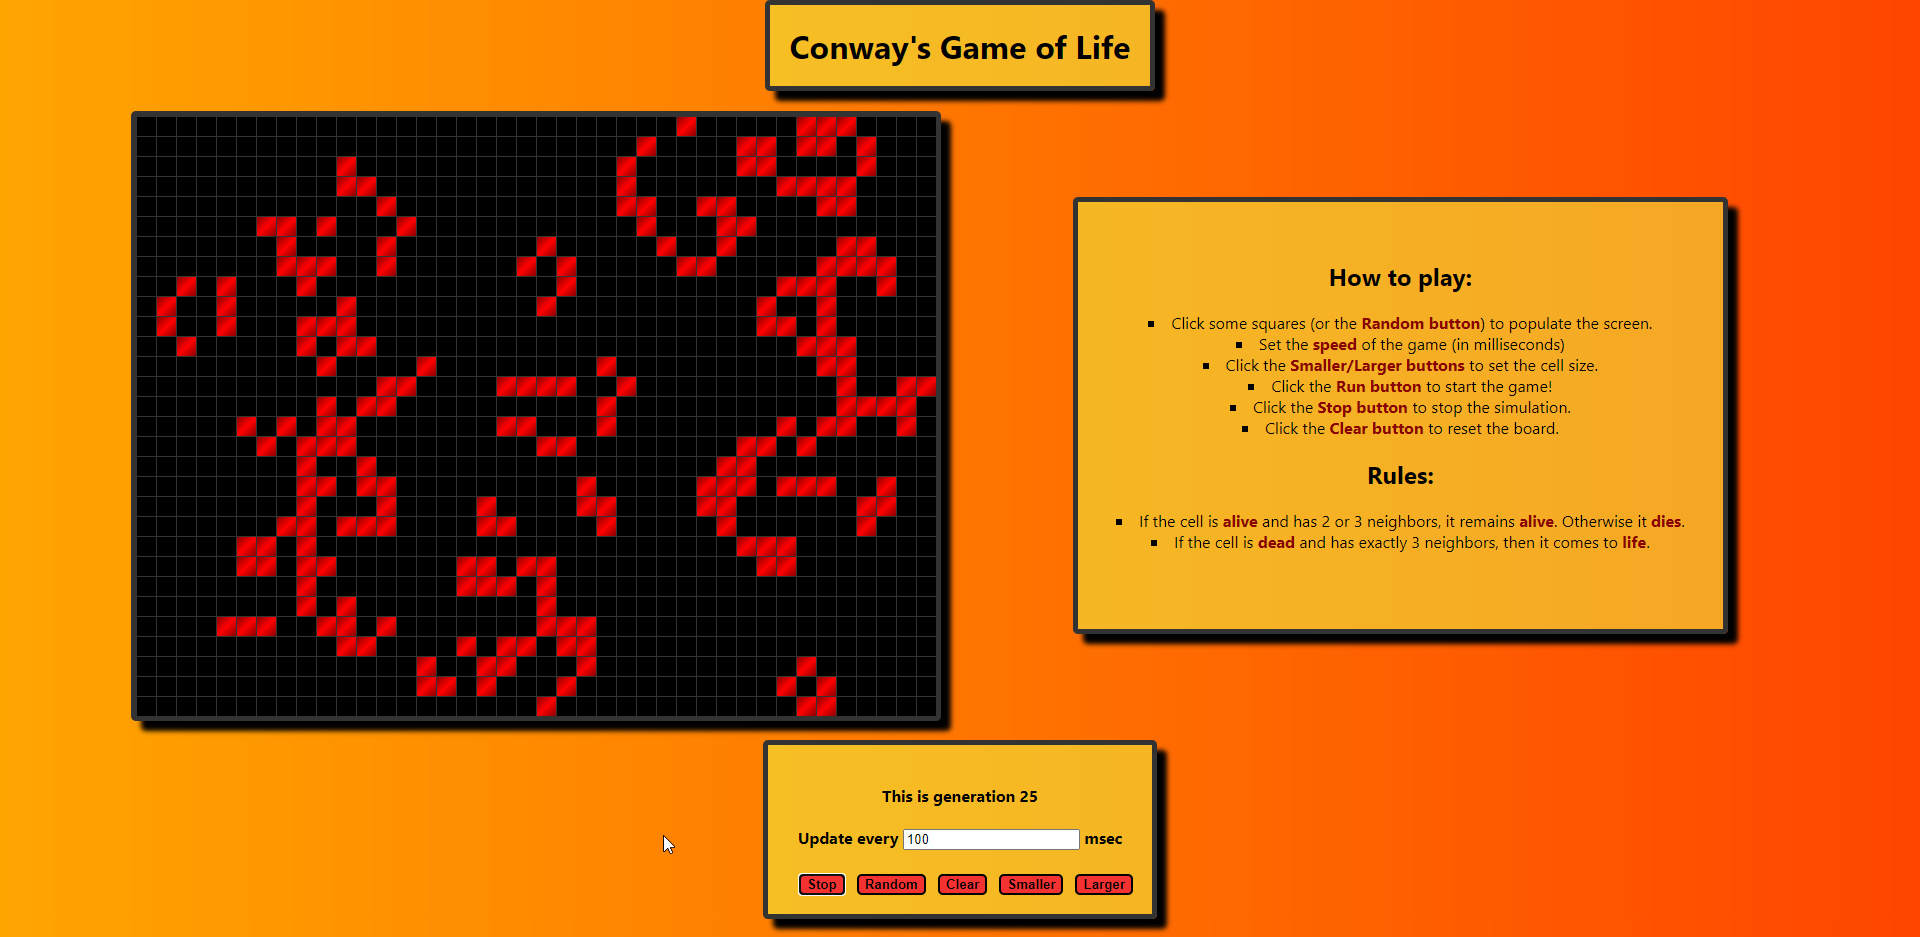 Conway's Game of Life
How to play:
Click some squares (or the Random button) to populate the screen.
Set the speed of the game (in milliseconds)
Click the Smaller/Larger buttons to set the cell size.
Click the Run button to start the game!
Click the Stop button to stop the simulation.
Click the Clear button to reset the board.
Rules:
If the cell is alive and has 2 or 3 neighbors, it remains alive. Otherwise it dies.
If the cell is dead and has exactly 3 neighbors, then it comes to life.
This is generation 25
Update every 100 msec
Stop Random Clear Smaller Larger